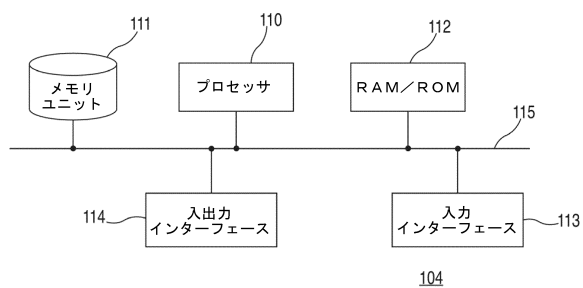 111
メモリ
ユニット
110
プロセッサ
112
RAM/ROM
115
114
入出力
インターフェース
入力
インターフェース
113
104